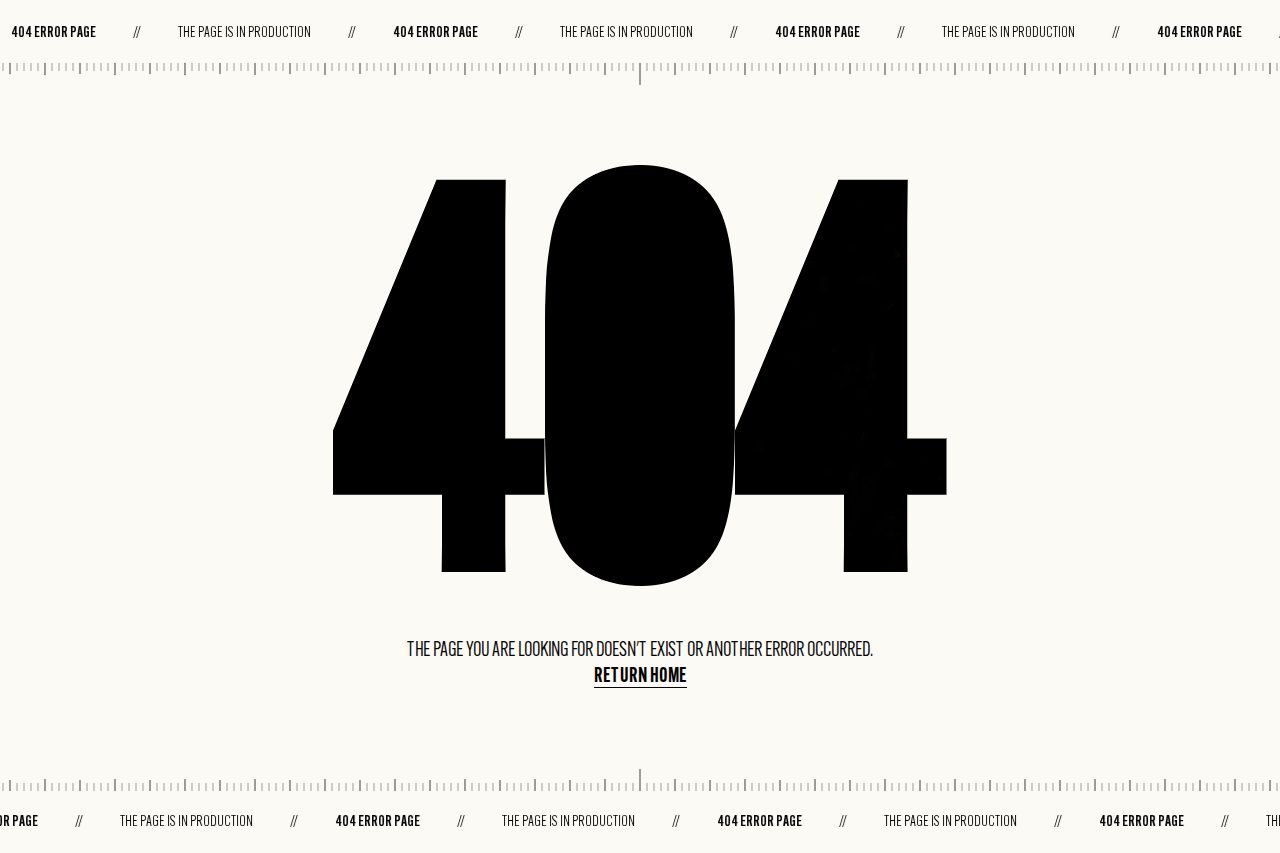 404 ERROR PAGE // THE PAGE IS IN PRODUCTION // 404 ERROR PAGE // THE PAGE IS IN PRODUCTION // 404 ERROR PAGE // THE PAGE IS IN PRODUCTION // 404 ERROR PAGE
404
THE PAGE YOU ARE LOOKING FOR DOESN'T EXIST OR ANOTHER ERROR OCCURRED.
RETURN HOME
OR PAGE // THE PAGE IS IN PRODUCTION // 404 ERROR PAGE // THE PAGE IS IN PRODUCTION // 404 ERROR PAGE // THE PAGE IS IN PRODUCTION // 404 ERROR PAGE // TH